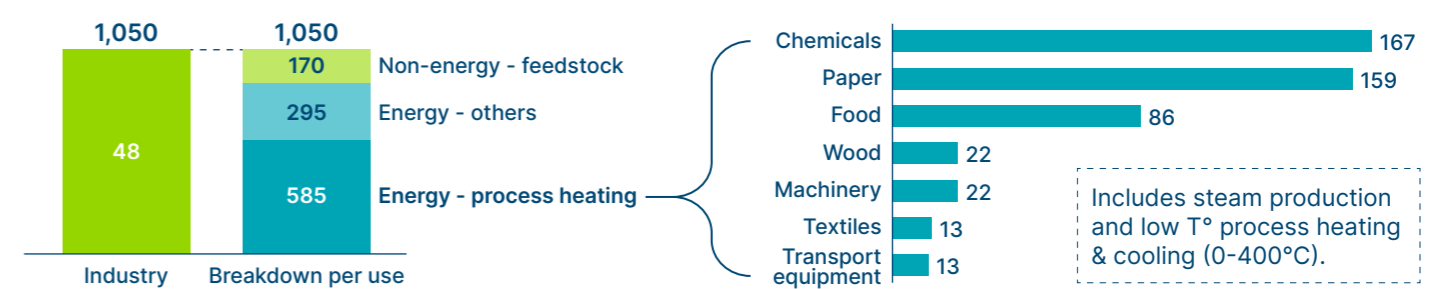 1,050
48
Industry
1,050
170
Non-energy - feedstock
295
Energy - others
585
Energy - process heating
Breakdown per use
Chemicals
167
Paper
159
Food
86
Wood
22
Machinery
22
Textiles
13
Transport
equipment
13
Includes steam production
and low T° process heating
& cooling (0-400°C).